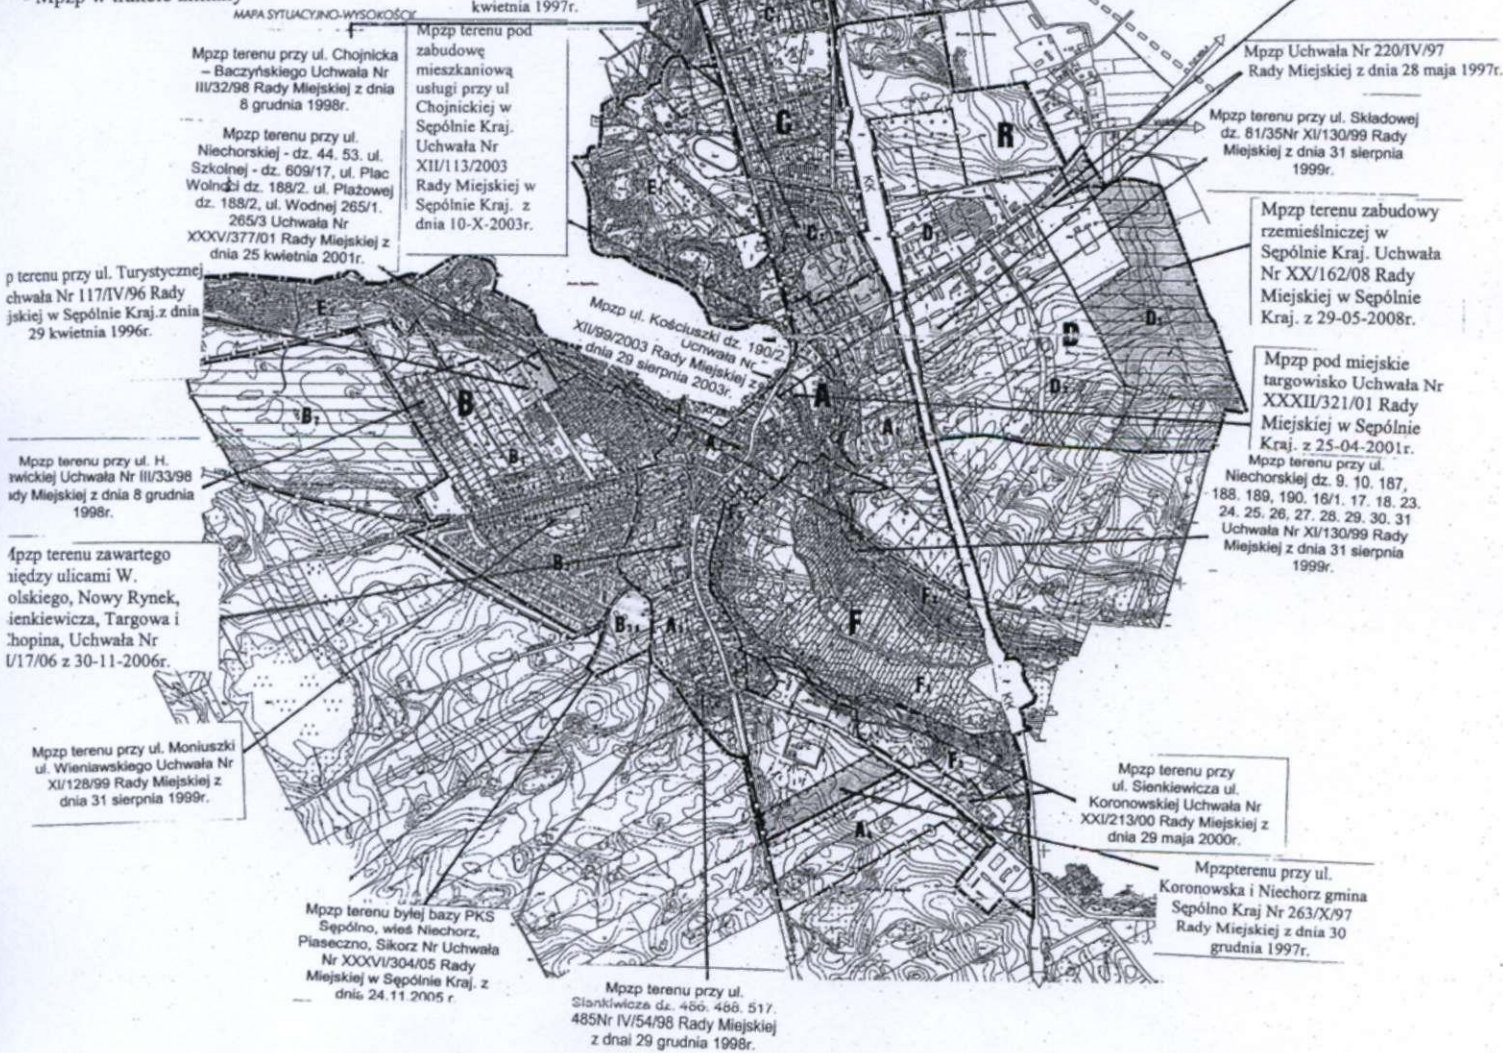 Mpzp w trakcie zmiany
MAPA SYTUACYJNO-WYSOKOŚCI
kwietnia 1997r.
Mpzp terenu przy ul. Chojnicka
– Baczyńskiego Uchwała Nr
III/32/98 Rady Miejskiej z dnia
8 grudnia 1998r.
Mpzp terenu pod
zabudowę
mieszkaniową
usługi przy ul
Chojnickiej w
Sępólnie Kraj.
Uchwała Nr
XII/113/2003
Rady Miejskiej w
Sępólnie Kraj. z
dnia 10-X-2003r.
Mpzp terenu przy ul.
Niechorskiej - dz. 44. 53. ul.
Szkolnej - dz. 609/17, ul. Plac
Wolności dz. 188/2. ul. Plażowej
dz. 188/2, ul. Wodnej 265/1.
265/3 Uchwała Nr
XXXV/377/01 Rady Miejskiej z
dnia 25 kwietnia 2001r.
p terenu przy ul. Turystycznej
chwała Nr 117/IV/96 Rady
jskiej w Sępólnie Kraj.z dnia
29 kwietnia 1996r.
Mpzp terenu przy ul. H.
awickiej Uchwała Nr III/33/98
dy Miejskiej z dnia 8 grudnia
1998r.
Mpzp terenu zawartego
między ulicami W.
olskiego, Nowy Rynek,
ienkiewicza, Targowa i
hopina, Uchwała Nr
I/17/06 z 30-11-2006r.
Mpzp terenu przy ul. Moniuszki
ul. Wieniawskiego Uchwała Nr
XI/128/99 Rady Miejskiej z
dnia 31 sierpnia 1999r.
Mpzp terenu byłej bazy PKS
Sępólno, wieś Niechorz,
Piaseczno, Sikorz Nr Uchwała
Nr XXXVI/304/05 Rady
Miejskiej w Sępólnie Kraj. z
dnia 24.11.2005 r.
Mpzp terenu przy ul.
Sienkiwicza dz. 486. 488. 517.
485Nr IV/54/98 Rady Miejskiej
z dnai 29 grudnia 1998r.
Mpzp ul. Kościuszki dz. 190/2
Uchwała Nr
XII/99/2003 Rady Miejskiej z
dnia 29 sierpnia 2003r.
Mpzp Uchwała Nr 220/IV/97
Rady Miejskiej z dnia 28 maja 1997r.
Mpzp terenu przy ul. Składowej
dz. 81/35Nr XI/130/99 Rady
Miejskiej z dnia 31 sierpnia
1999r.
Mpzp terenu zabudowy
rzemieślniczej w
Sępólnie Kraj. Uchwała
Nr XX/162/08 Rady
Miejskiej w Sępólnie
Kraj. z 29-05-2008r.
Mpzp pod miejskie
targowisko Uchwała Nr
XXXII/321/01 Rady
Miejskiej w Sępólnie
Kraj. z 25-04-2001r.
Mpzp terenu przy ul.
Niechorskiej dz. 9. 10. 187,
188. 189, 190. 16/1. 17. 18. 23.
24. 25. 26, 27. 28. 29. 30. 31
Uchwała Nr XI/130/99 Rady
Miejskiej z dnia 31 sierpnia
1999r.
Mpzp terenu przy
ul. Sienkiewicza ul.
Koronowskiej Uchwała Nr
XXI/213/00 Rady Miejskiej z
dnia 29 maja 2000r.
Mpzpterenu przy ul.
Koronowska i Niechorz gmina
Sępólno Kraj Nr 263/X/97
Rady Miejskiej z dnia 30
grudnia 1997r.
C
C
R
B
D
A
F
KK
KK